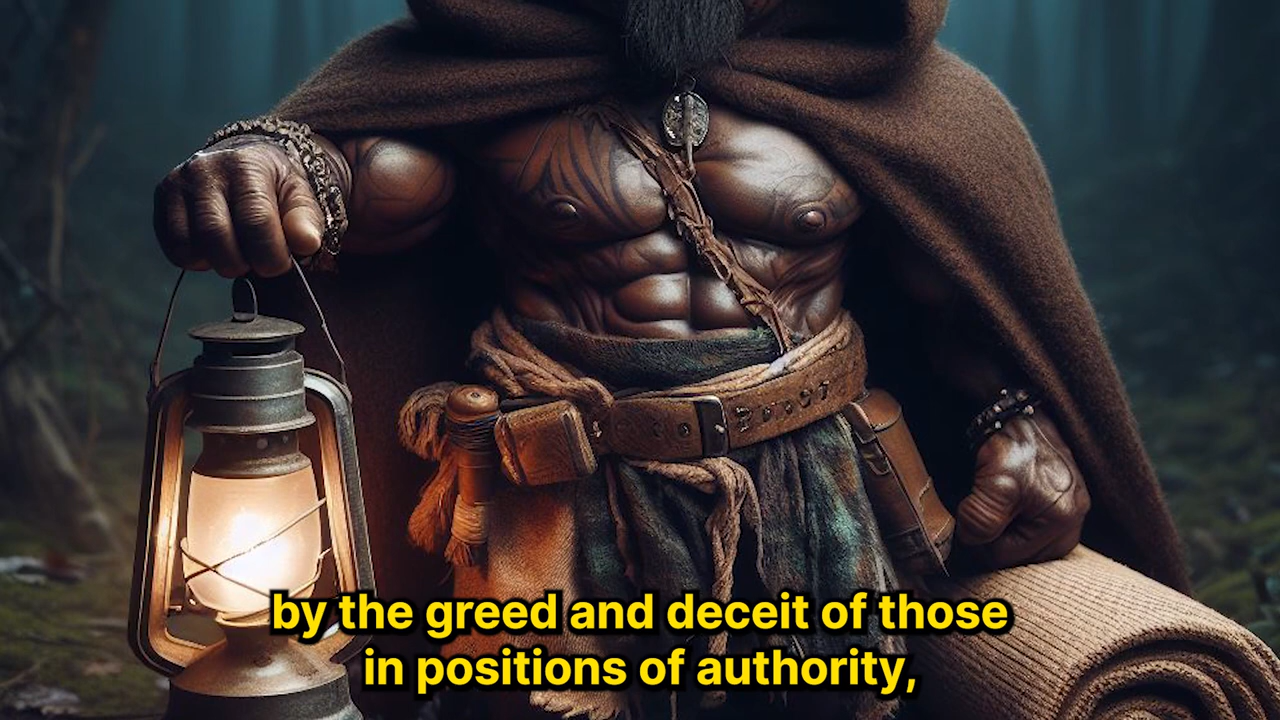 by the greed and deceit of those
in positions of authority,